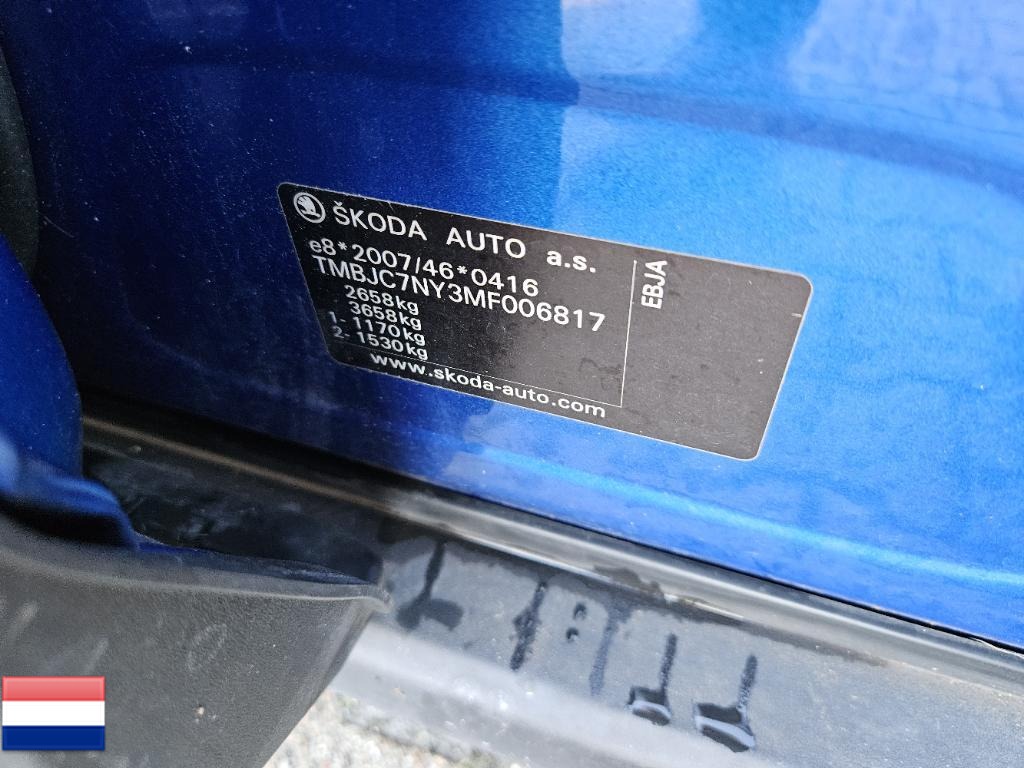 ŠKODA AUTO a.s.
e8*2007/46*0416
TMBJC7NY3MF006817
2658kg
3658kg
1- 1170kg
2- 1530kg
www.skoda-auto.com
EBJA